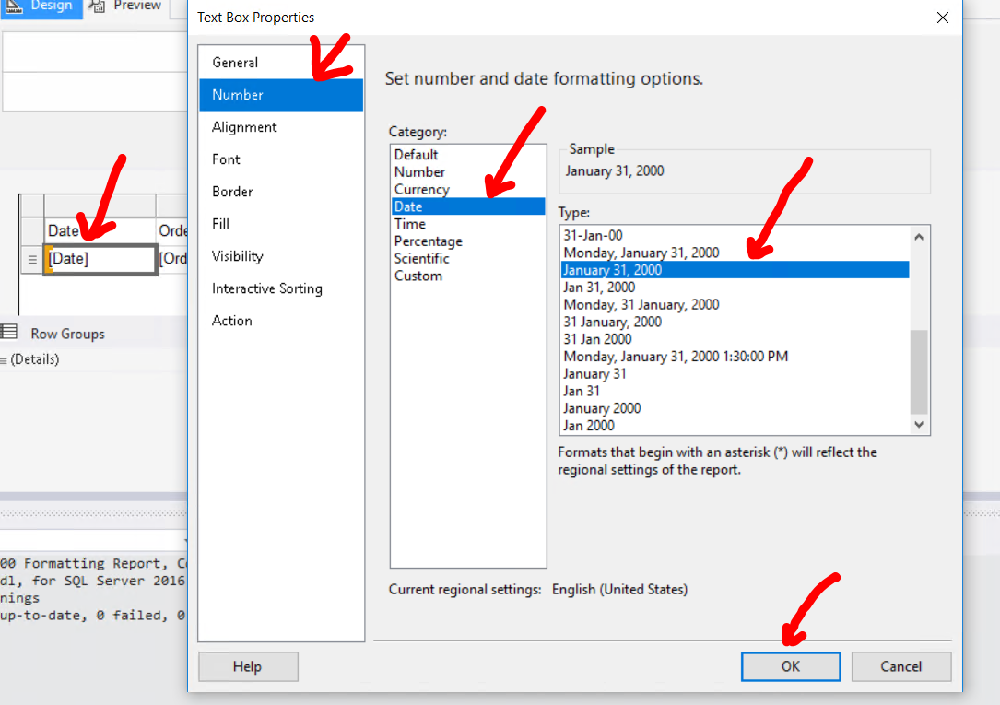 Design
Preview
Text Box Properties
General
Number
Alignment
Font
Border
Fill
Visibility
Interactive Sorting
Action
Set number and date formatting options.
Category:
Default
Number
Currency
Date
Time
Percentage
Scientific
Custom
Sample
January 31, 2000
Type:
31-Jan-00
Monday, January 31, 2000
January 31, 2000
Jan 31, 2000
Monday, 31 January, 2000
31 January, 2000
31 Jan 2000
Monday, January 31, 2000 1:30:00 PM
January 31
Jan 31
January 2000
Jan 2000
Formats that begin with an asterisk (*) will reflect the
regional settings of the report.
Current regional settings: English (United States)
Help
OK
Cancel
Date
Orde
[Date]
[Ord
Row Groups
(Details)
00 Formatting Report,
dl, for SQL Server 2016
nings
up-to-date, 0 failed, 0